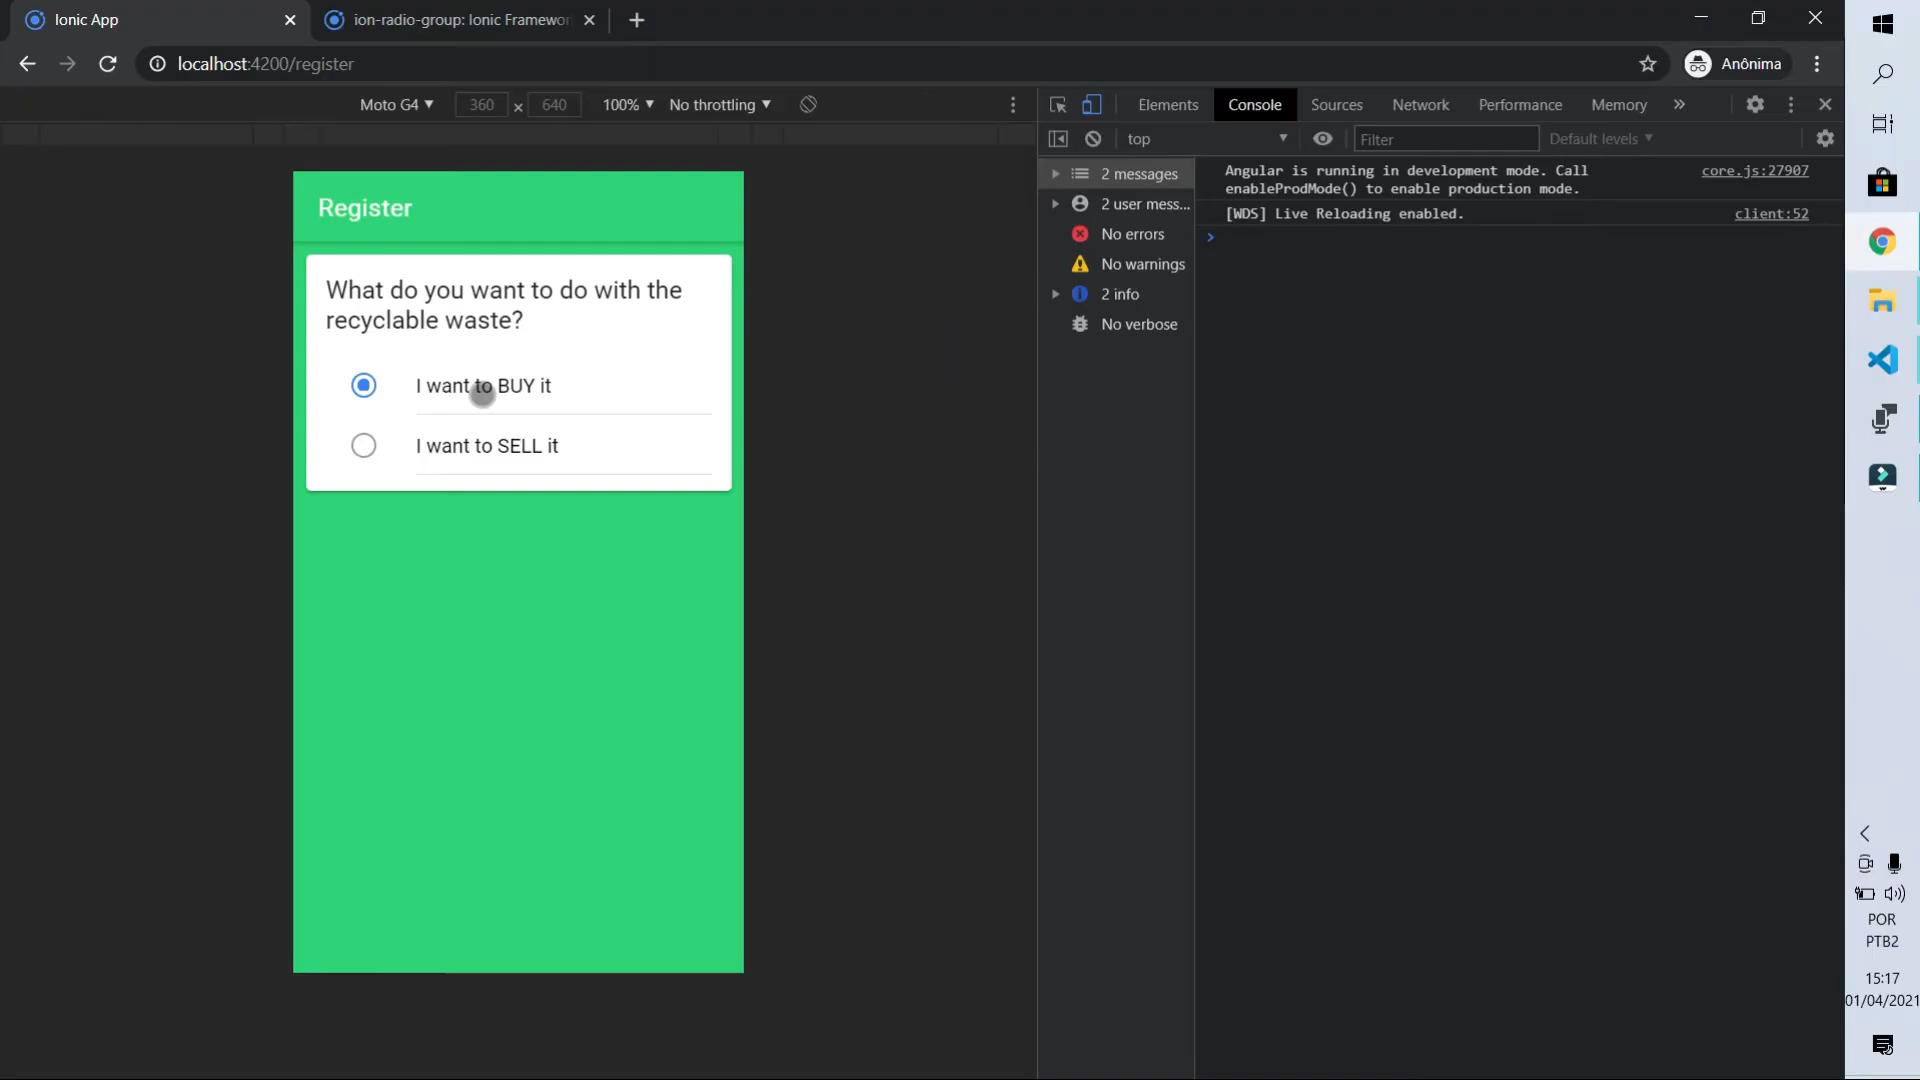 Ionic App
ion-radio-group: Ionic Framewor
localhost:4200/register
Anônima
Moto G4 360 × 640 100% No throttling
Elements Console Sources Network Performance Memory »
top Filter Default levels
2 messages
2 user mess...
No errors
No warnings
2 info
No verbose
Angular is running in development mode. Call core.js:27907
enableProdMode() to enable production mode.
[WDS] Live Reloading enabled. client:52
Register
What do you want to do with the
recyclable waste?
I want to BUY it
I want to SELL it
POR
PTB2
15:17
01/04/2021